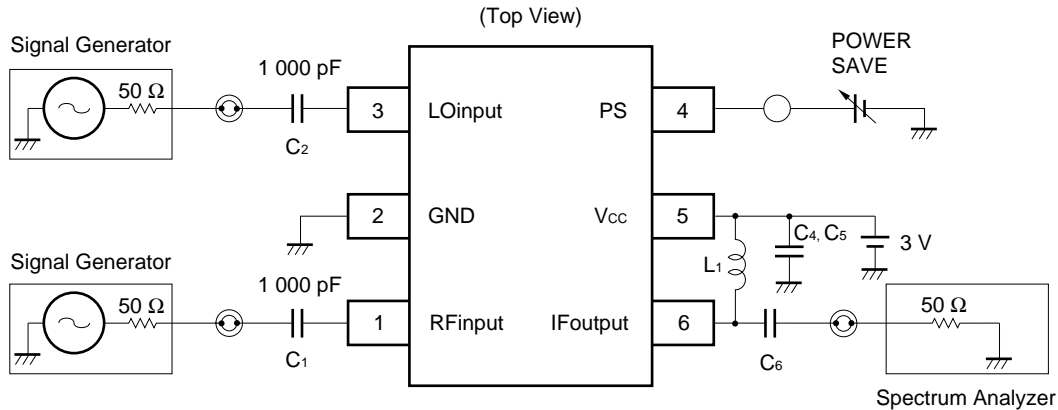 (Top View)
Signal Generator
50 Ω
1 000 pF
C2
3
LOinput
PS
4
POWER
SAVE
2
GND
VCC
5
C4, C5
3 V
L1
Signal Generator
50 Ω
1 000 pF
C1
1
RFinput
IFoutput
6
C6
50 Ω
Spectrum Analyzer